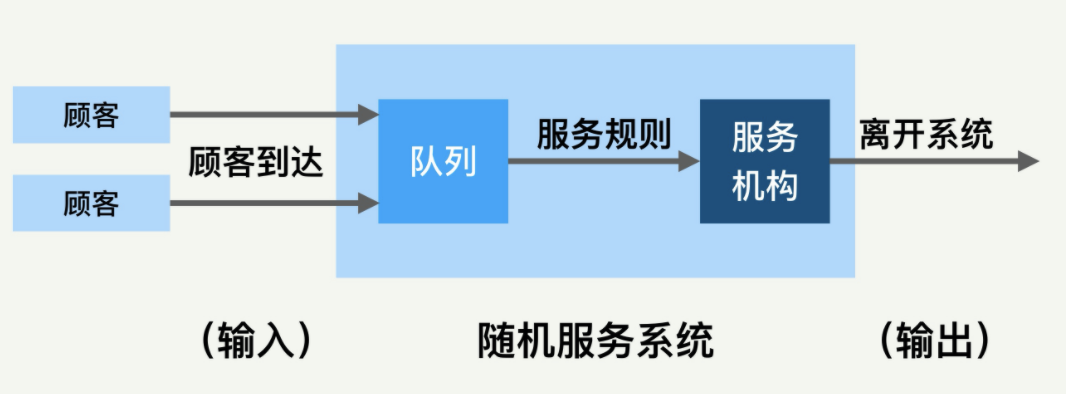 顾客
顾客到达
顾客
队列
服务规则
服务
机构
离开系统
（输入）
随机服务系统
（输出）